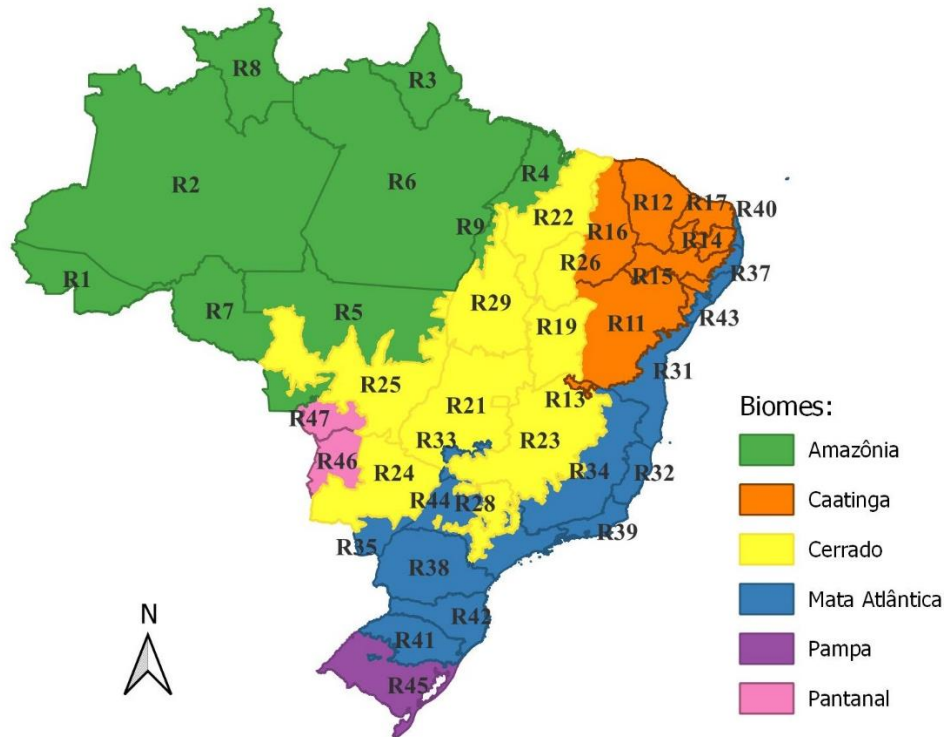 R8
R3
R2
R6
R4
R9
R22
R16
R12
R17
R40
R14
R1
R7
R5
R29
R26
R15
R37
R19
R11
R43
R25
R21
R13
R31
R47
R33
R23
R46
R24
R44
R28
R34
R32
R35
R38
R39
R42
R41
R45
N
Biomes:
Amazônia
Caatinga
Cerrado
Mata Atlântica
Pampa
Pantanal